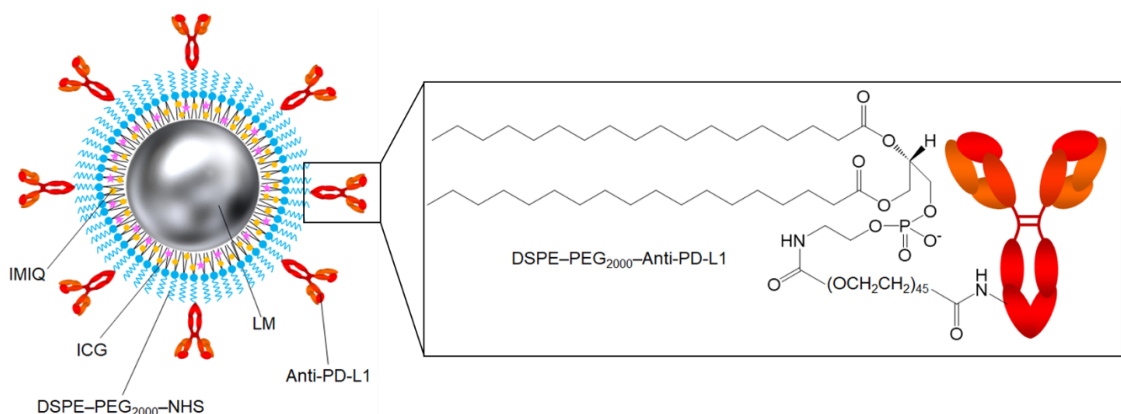 IMIQ
ICG
DSPE–PEG2000–NHS
LM
Anti-PD-L1
O
O
H
O
O
O
HN
O
P
O-
O
DSPE–PEG2000–Anti-PD-L1
O
(OCH2CH2)45
H
N
O